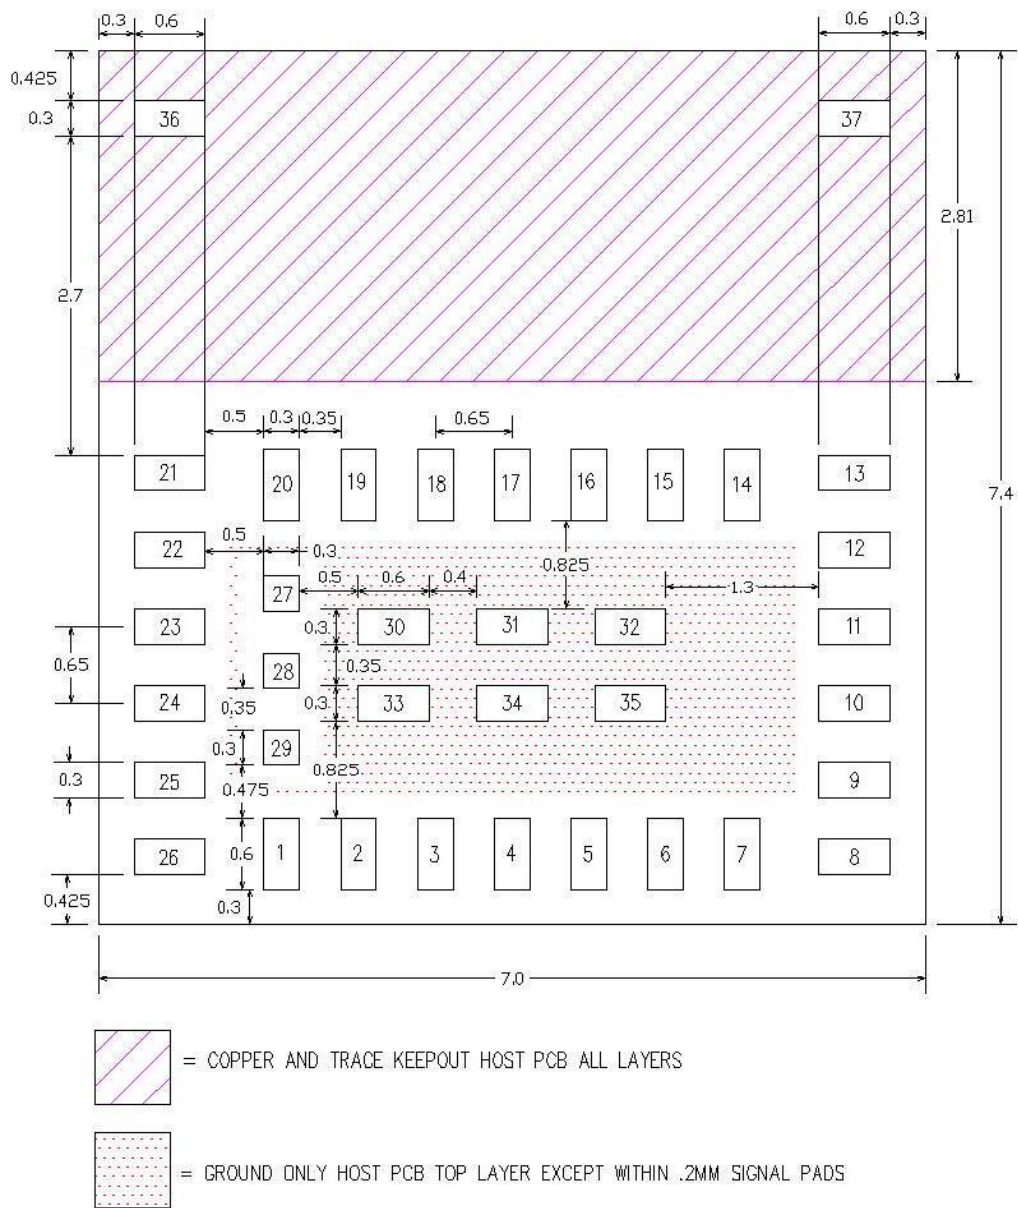 0.3 0.6 0.6 0.3
0.425
0.3 36 37
2.81
2.7
0.5 0.3 0.35 0.65
21 20 19 18 17 16 15 14 13
7.4
22 0.5 0.3 0.825 12
27 0.5 0.6 0.4 1.3
23 0.3 30 31 32 11
0.65 28 0.35
24 0.35 0.3 33 34 35 10
0.3 29
0.3 25 0.475 0.825 9
26 0.6 1 2 3 4 5 6 7 8
0.425 0.3
7.0
= COPPER AND TRACE KEEPOUT HOST PCB ALL LAYERS
= GROUND ONLY HOST PCB TOP LAYER EXCEPT WITHIN .2MM SIGNAL PADS